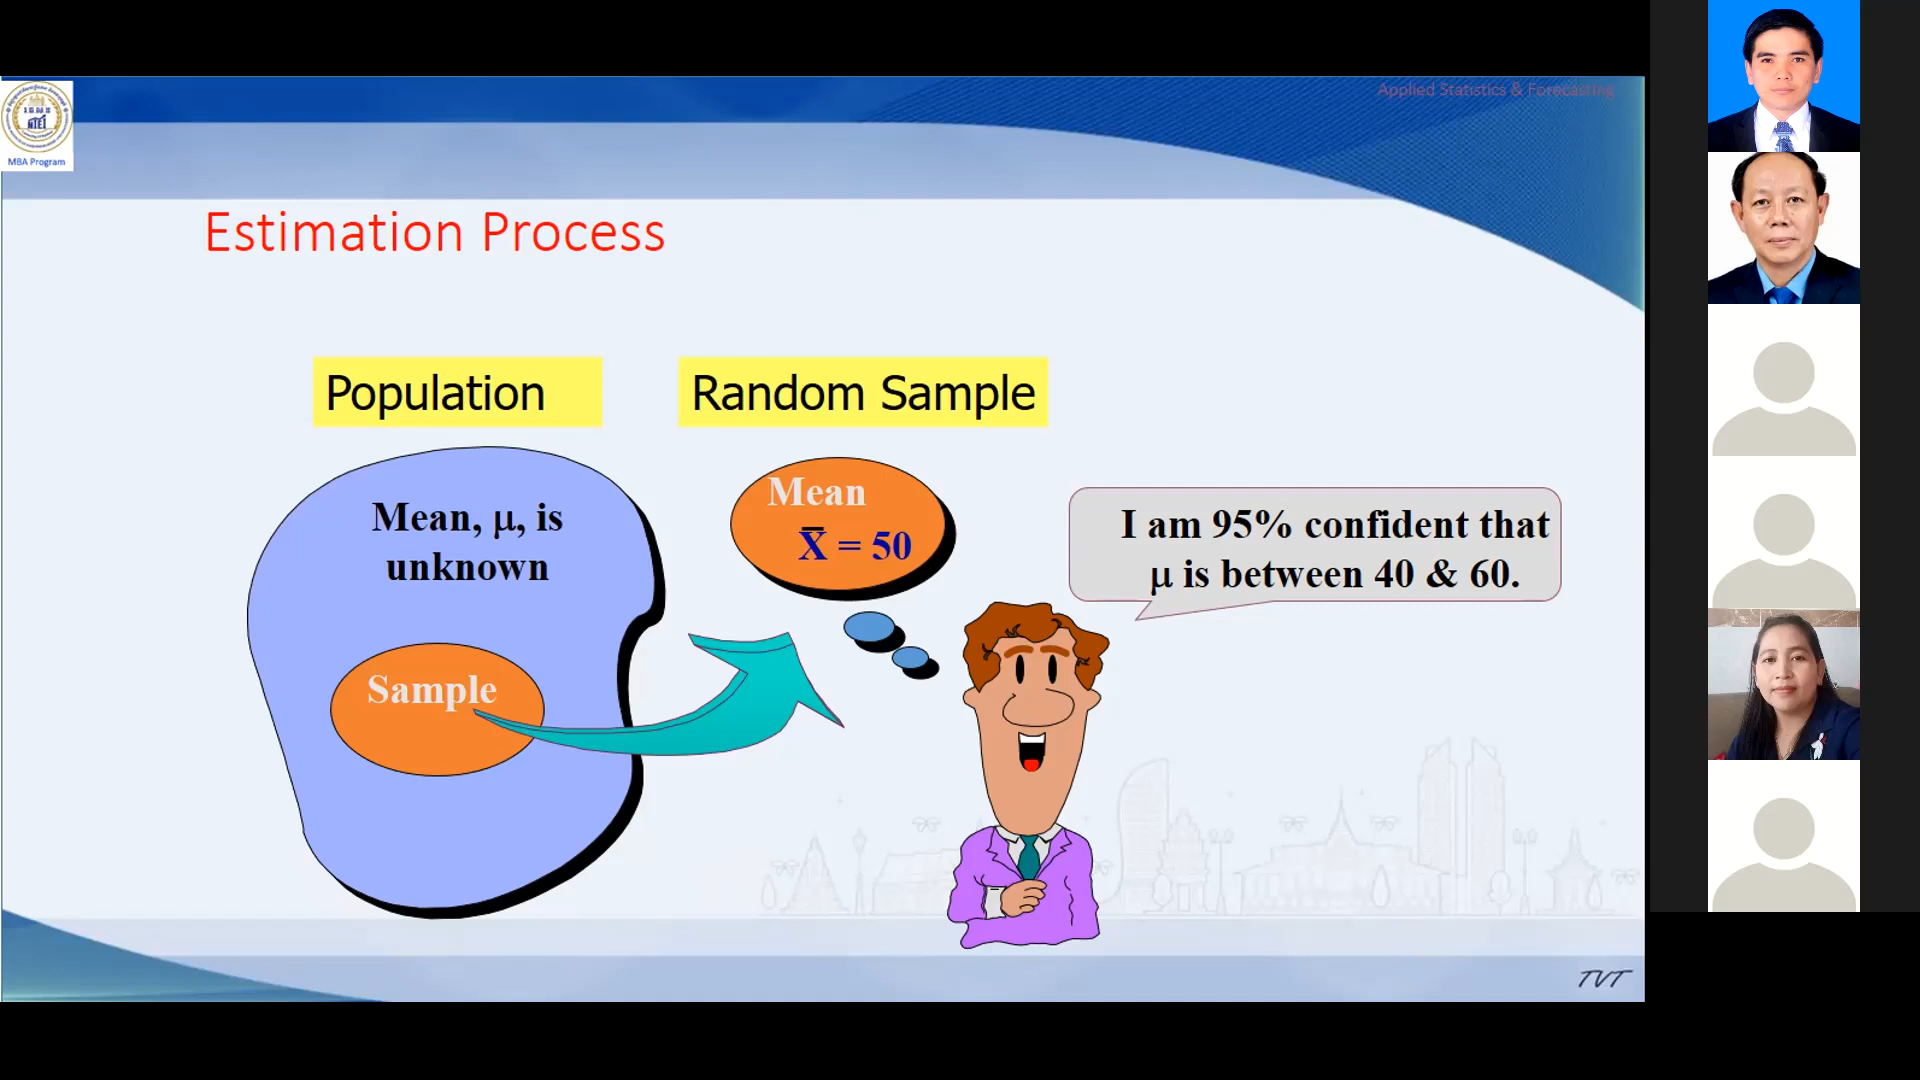 Applied Statistics & Forecasting
MBA Program
Estimation Process
Population
Random Sample
Mean, μ, is
unknown
Sample
Mean
X̅ = 50
I am 95% confident that
μ is between 40 & 60.
TVT